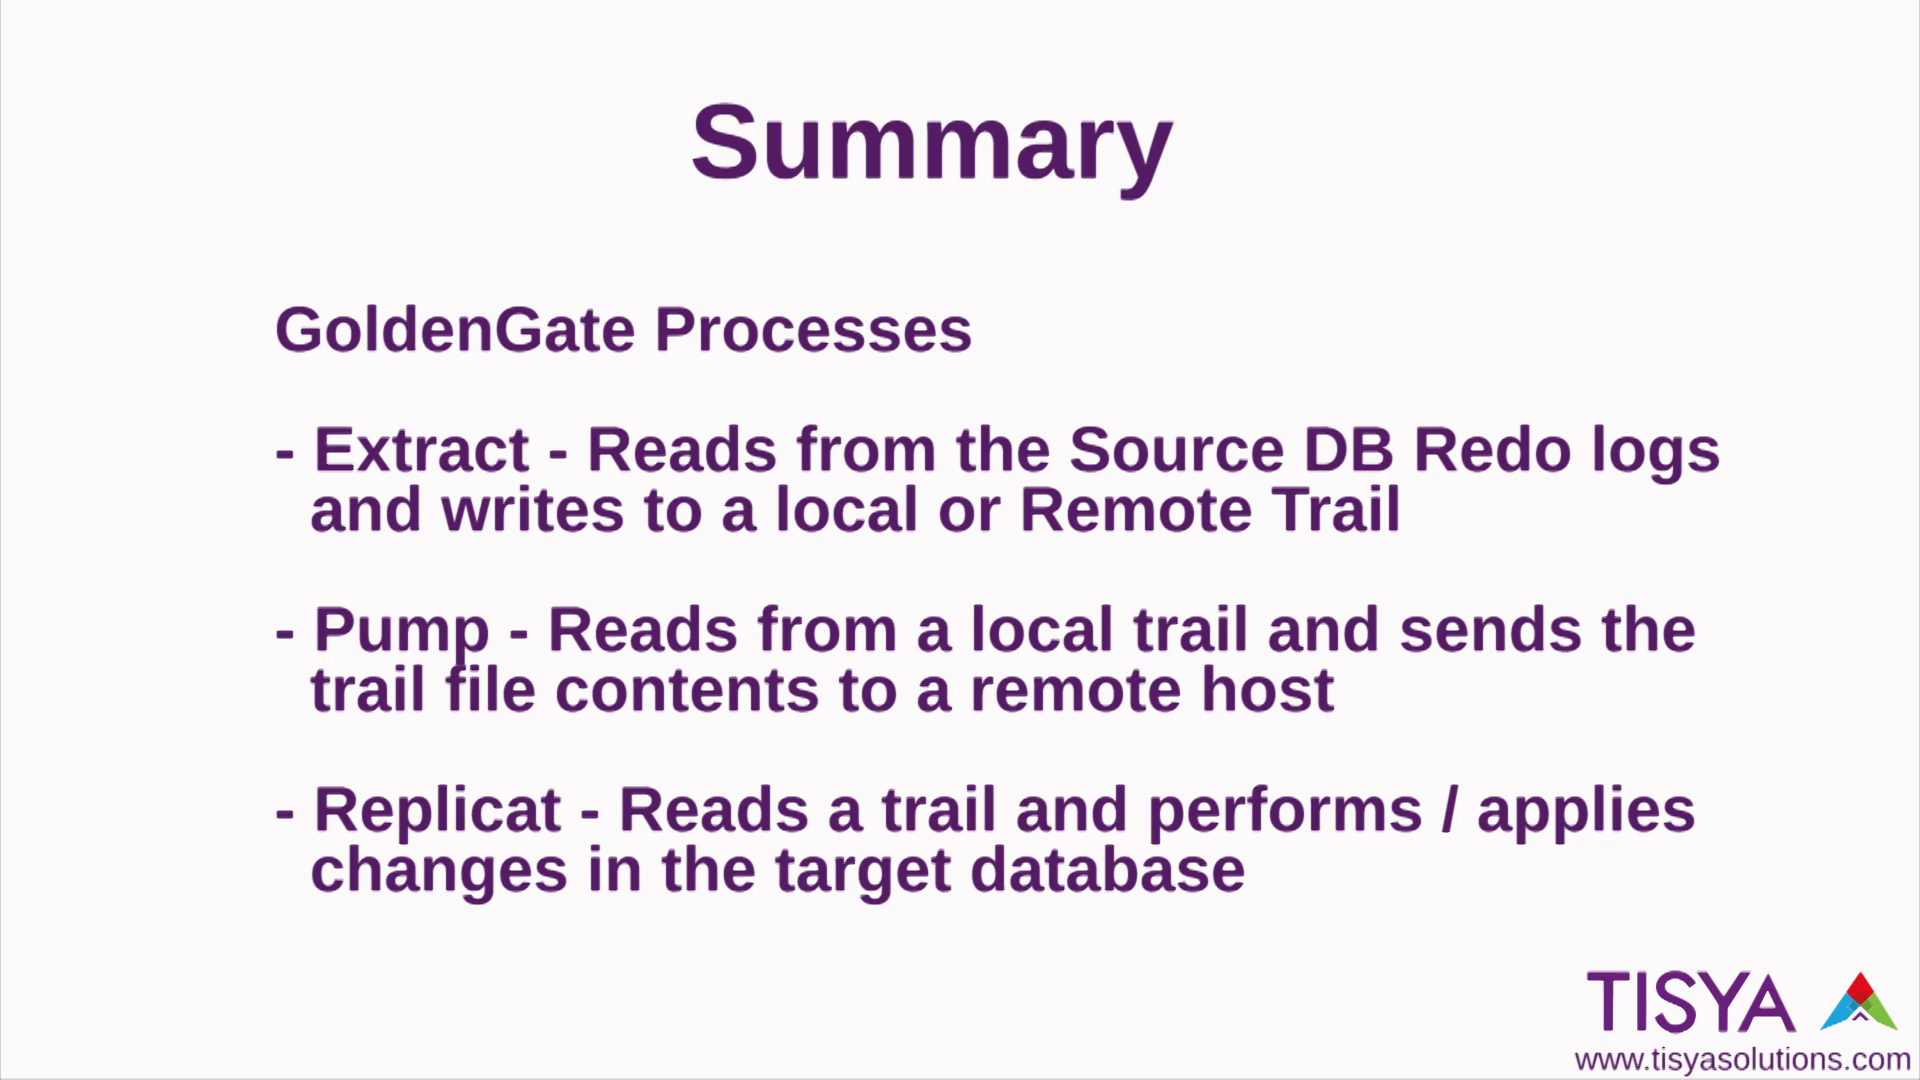 Summary
GoldenGate Processes
- Extract - Reads from the Source DB Redo logs
and writes to a local or Remote Trail
- Pump - Reads from a local trail and sends the
trail file contents to a remote host
- Replicat - Reads a trail and performs / applies
changes in the target database
TISYA
www.tisyasolutions.com